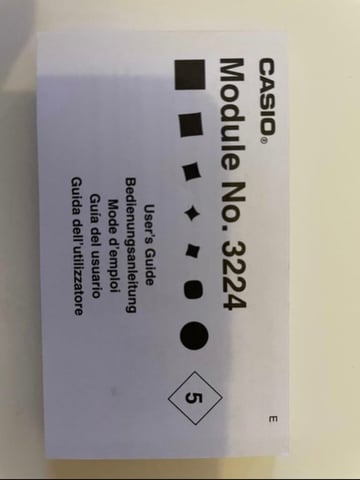 CASIO®
Module No. 3224
User's Guide
Bedienungsanleitung
Mode d'emploi
Guía del usuario
Guida dell'utilizzatore
5
E